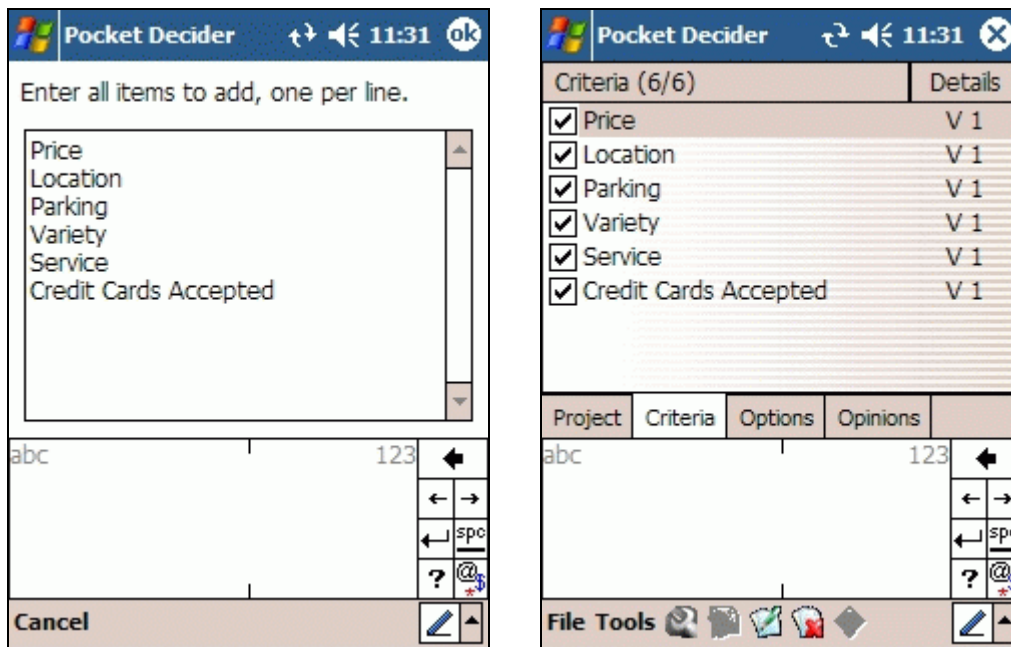 Pocket Decider 11:31 ok
Enter all items to add, one per line.
Price
Location
Parking
Variety
Service
Credit Cards Accepted
abc 123
spc
? @*$
Cancel
Pocket Decider 11:31
Criteria (6/6) Details
Price V 1
Location V 1
Parking V 1
Variety V 1
Service V 1
Credit Cards Accepted V 1
Project Criteria Options Opinions
abc 123
? @
File Tools